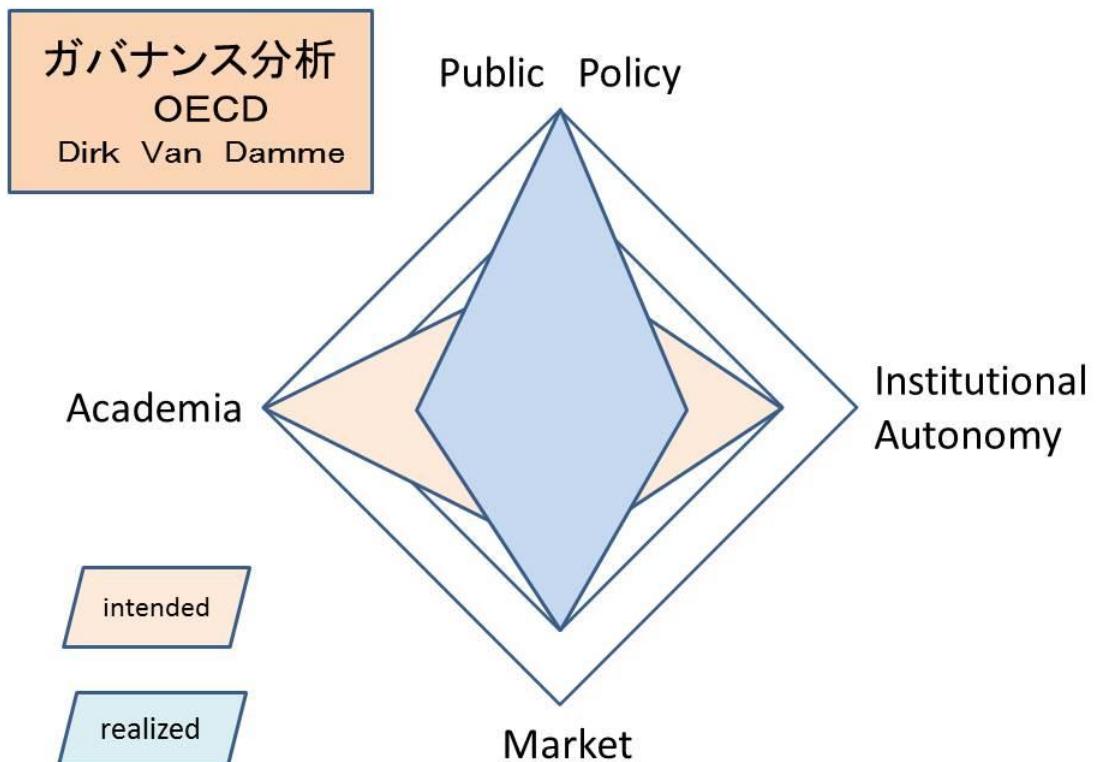 ガバナンス分析
OECD
Dirk Van Damme
Public Policy
Academia
Institutional
Autonomy
intended
realized
Market